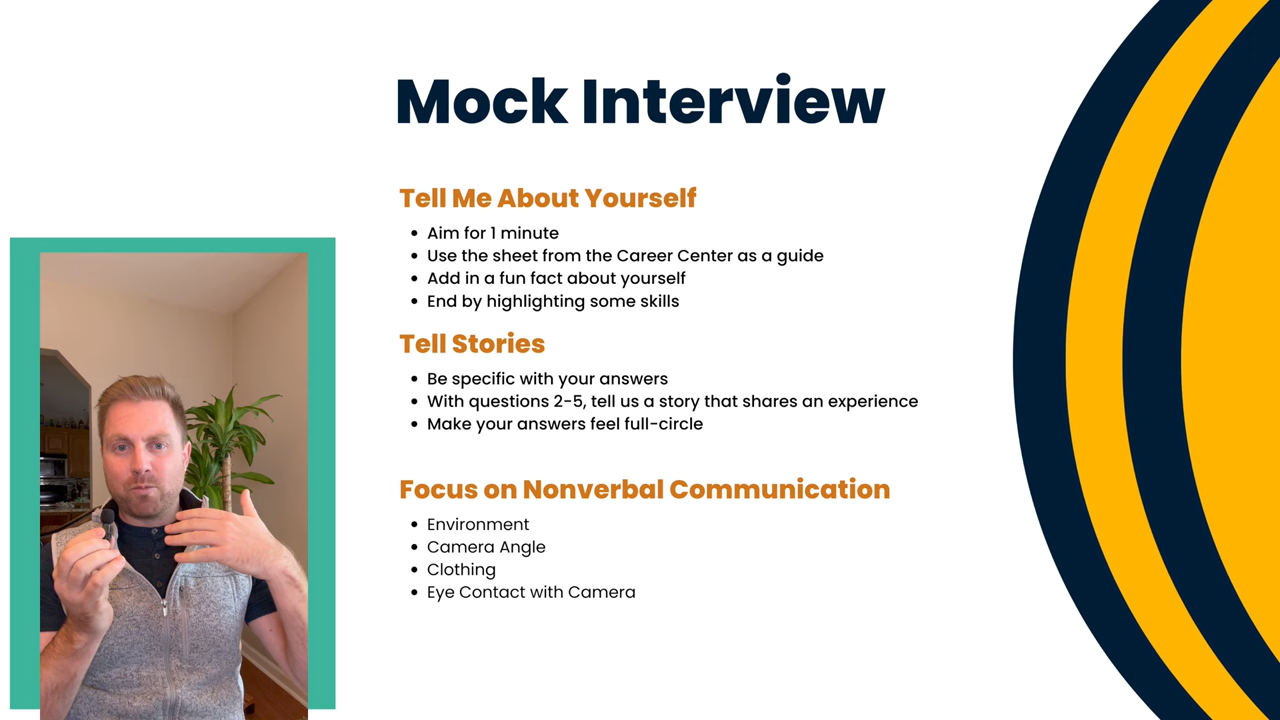 Mock Interview
Tell Me About Yourself
• Aim for 1 minute
• Use the sheet from the Career Center as a guide
• Add in a fun fact about yourself
• End by highlighting some skills
Tell Stories
• Be specific with your answers
• With questions 2-5, tell us a story that shares an experience
• Make your answers feel full-circle
Focus on Nonverbal Communication
• Environment
• Camera Angle
• Clothing
• Eye Contact with Camera